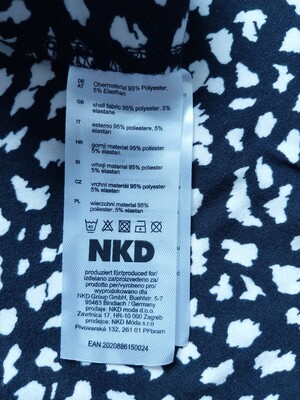 DE
AT
Obermaterial 95% Polyester,
5% Elasthan
GB
shell fabric 95% polyester, 5%
elastane
IT
esterno 95% poliestere, 5%
elastan
HR
gornji materijal 95% poliester,
5% elastan
SI
vrhnji material 95% poliester,
5% elastan
CZ
vrchní materiál 95% polyester,
5% elastan
PL
wierzchni materiał 95%
poliester, 5% elastan
40
NKD
produziert für/produced for/
izdelano za/proizvedeno za/
prodotto per/vyrobeno pro/
wyprodukowano dla
NKD Group GmbH, Buehlstr. 5-7
95463 Bindlach / Germany
prodaje: NKD moda d.o.o.
Zavrtnica 17, HR-10 000 Zagreb
prodejce: NKD Móda s.r.o
Pivovarská 132, 261 01 Příbram
EAN 2020886150024